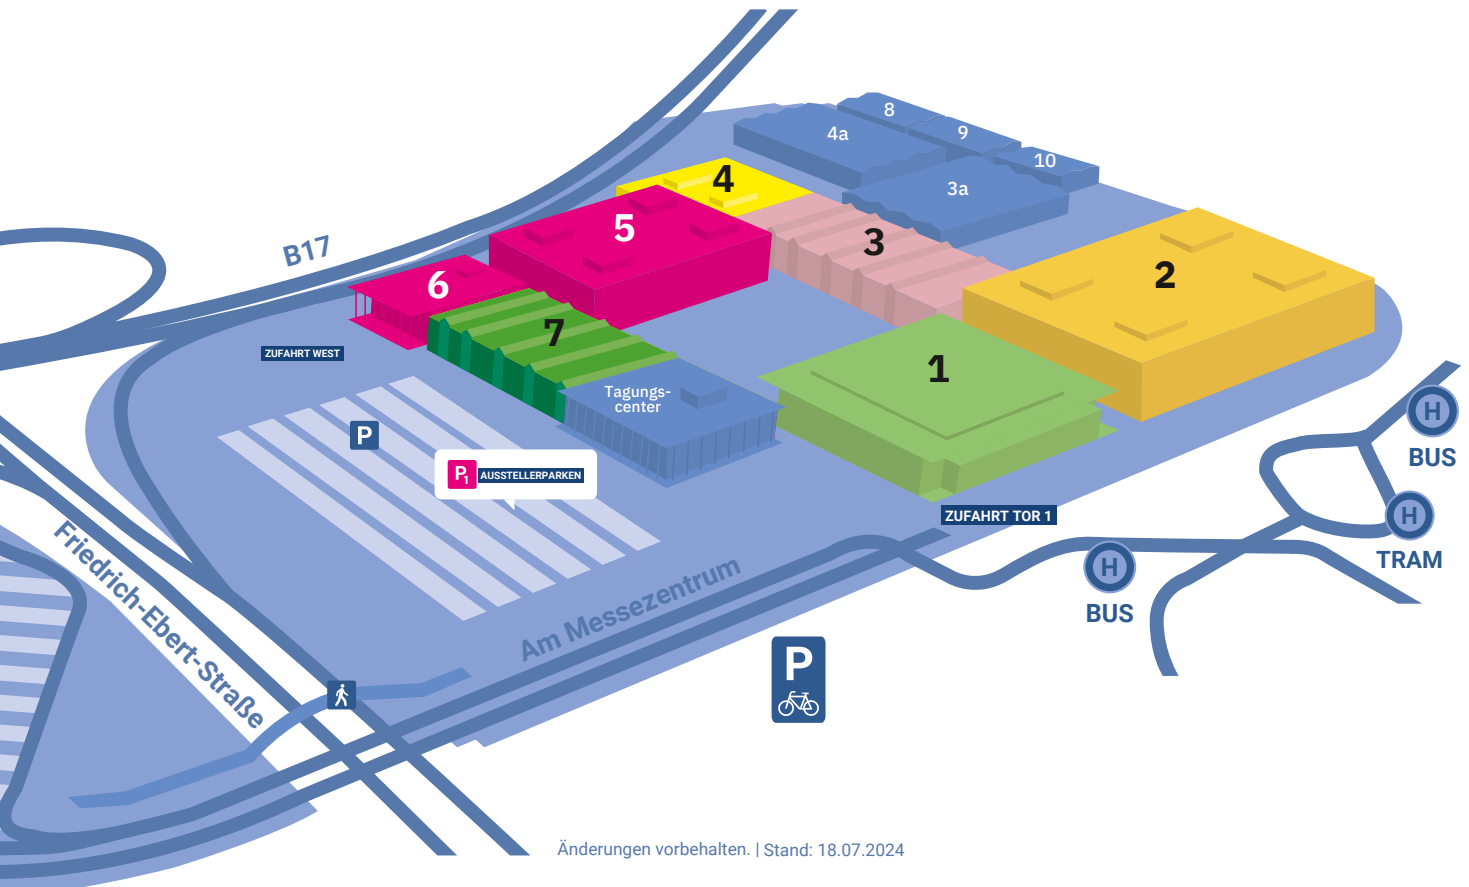 8
4a
9
10
4
3a
5
3
B17
2
6
7
ZUFAHRT WEST
1
Tagungs-
center
H
BUS
P
P1 AUSSTELLERPARKEN
ZUFAHRT TOR 1
H
TRAM
H
BUS
Friedrich-Ebert-Straße
Am Messezentrum
P
Änderungen vorbehalten. | Stand: 18.07.2024